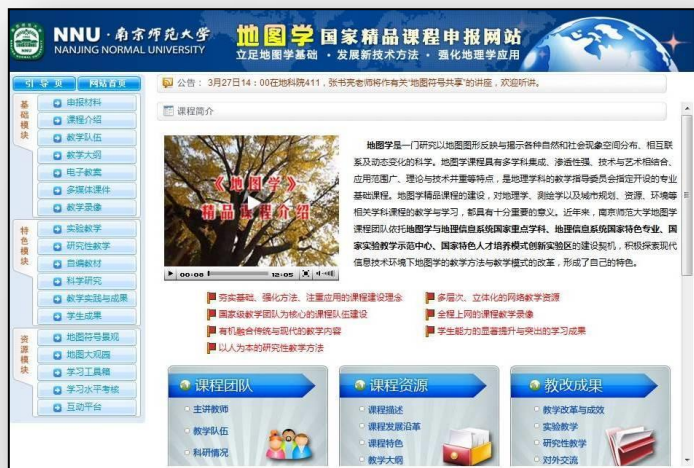 NNU · 南京师范大学
NANJING NORMAL UNIVERSITY
地图学 国家精品课程申报网站
立足地图学基础 · 发展新技术方法 · 强化地理学应用
引导页 网站首页
公告： 3月27日14：00在地科院411，张书亮老师将作有关“地图符号共享”的讲座，欢迎听讲。
基础模块
申报材料
课程介绍
教学队伍
教学大纲
电子教案
多媒体课件
教学录像
特色模块
实验教学
研究性教学
自编教材
科学研究
教学实践与成果
学生成果
资源模块
地图符号景观
地图大观园
学习工具箱
学习水平考核
互动平台
课程简介
《地图学》
精品课程介绍
00:08 12:05
地图学是一门研究以地图图形反映与揭示各种自然和社会现象空间分布、相互联
系及动态变化的科学。地图学课程具有多学科集成、渗透性强、技术与艺术相结合、
应用范围广、理论与技术并重等特点，是地理学科的教学指导委员会指定开设的专业
基础课程。地图学精品课程的建设，对地理学、测绘学以及城市规划、资源、环境等
相关学科课程的教学与学习，都具有十分重要的意义。近年来，南京师范大学地图学
课程团队依托地图学与地理信息系统国家重点学科、地理信息系统国家特色专业、国
家实验教学示范中心、国家特色人才培养模式创新实验区的建设契机，积极探索现代
信息技术环境下地图学的教学方法与教学模式的改革，形成了自己的特色。
夯实基础、强化方法、注重应用的课程建设理念
多层次、立体化的网络教学资源
国家级教学团队为核心的课程队伍建设
全程上网的课程教学录像
有机融合传统与现代的教学内容
学生能力的显著提升与突出的学习成果
以人为本的研究性教学方法
课程团队
主讲教师
教学队伍
科研情况
课程资源
课程描述
课程发展沿革
课程特色
教学大纲
教改成果
教学改革与成效
实验教学
研究性教学
对外交流